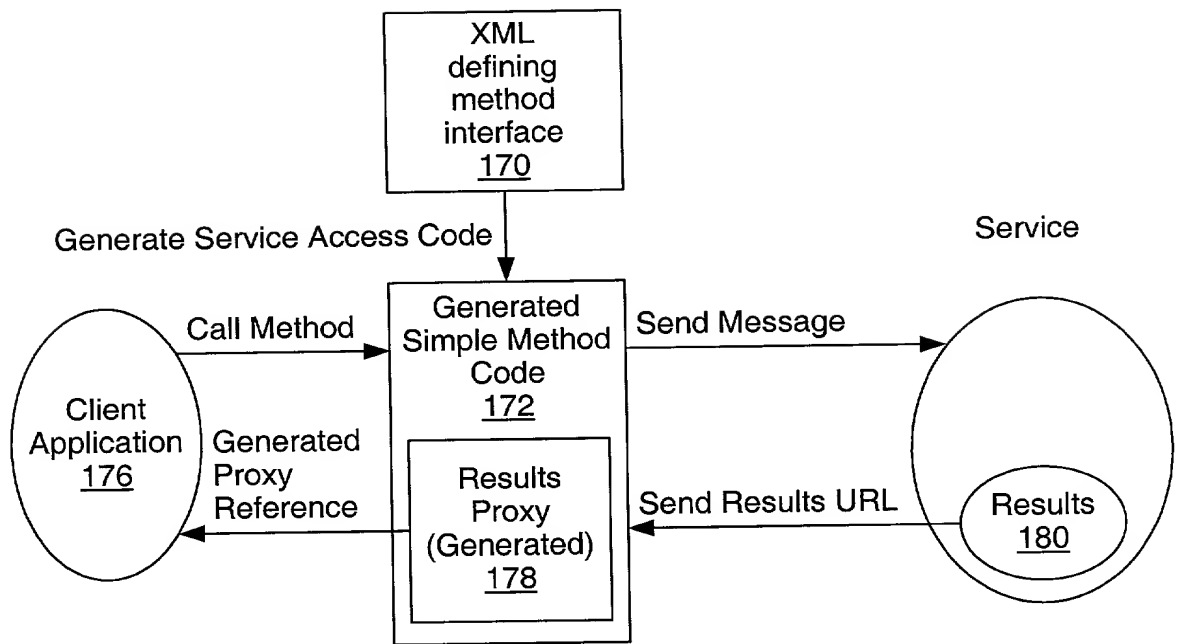 XML
defining
method
interface
170
Generate Service Access Code
Service
Call Method
Generated
Simple Method
Code
172
Send Message
Client
Application
176
Generated
Proxy
Reference
Results
Proxy
(Generated)
178
Send Results URL
Results
180